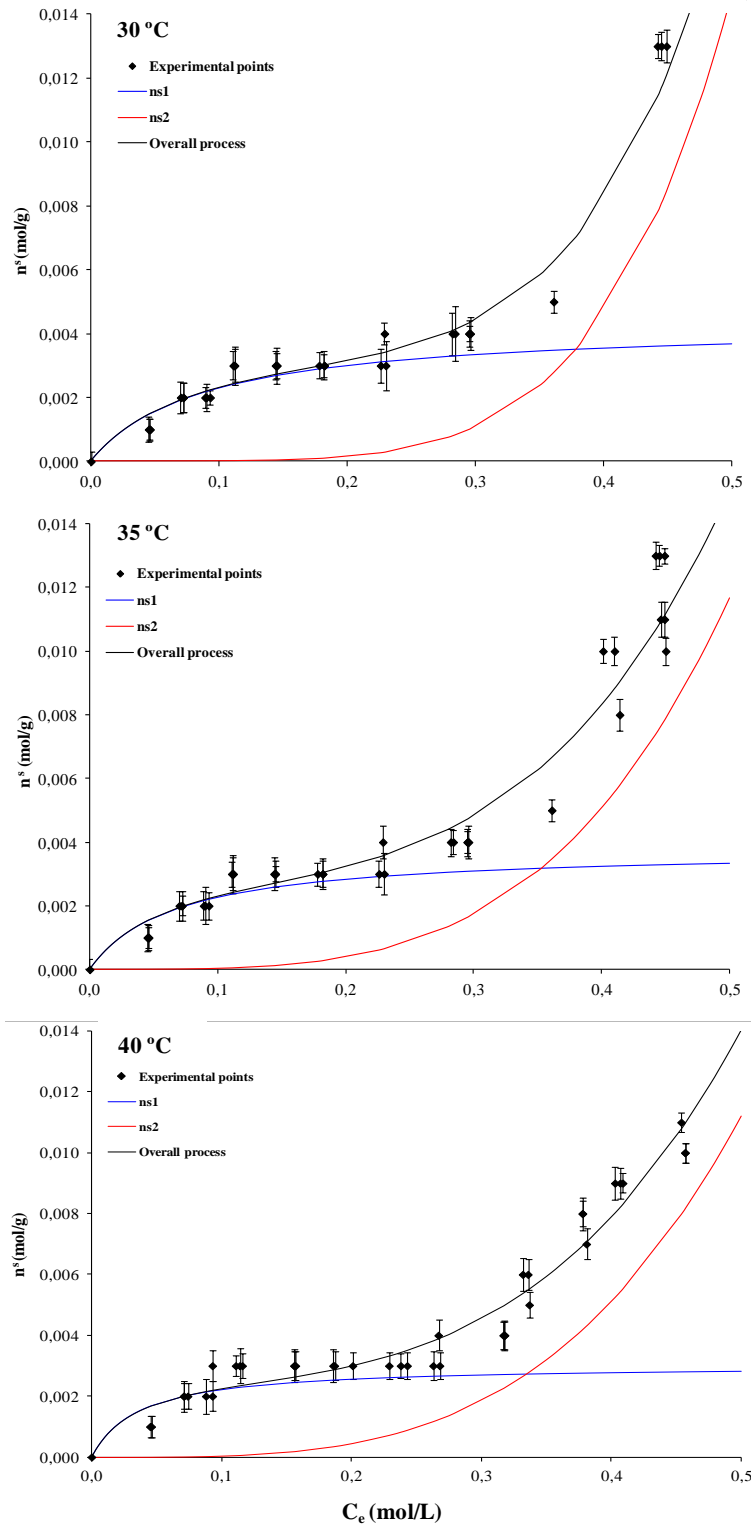 0,014
30 ºC
0,012
Experimental points
ns1
0,010
ns2
Overall process
0,008
nˢ (mol/g)
0,006
0,004
0,002
0,000
0,0 0,1 0,2 0,3 0,4 0,5
0,014
35 ºC
0,012
Experimental points
ns1
0,010
ns2
Overall process
0,008
nˢ (mol/g)
0,006
0,004
0,002
0,000
0,0 0,1 0,2 0,3 0,4 0,5
0,014
40 ºC
0,012
Experimental points
ns1
0,010
ns2
Overall process
0,008
nˢ (mol/g)
0,006
0,004
0,002
0,000
0,0 0,1 0,2 0,3 0,4 0,5
Cₑ (mol/L)